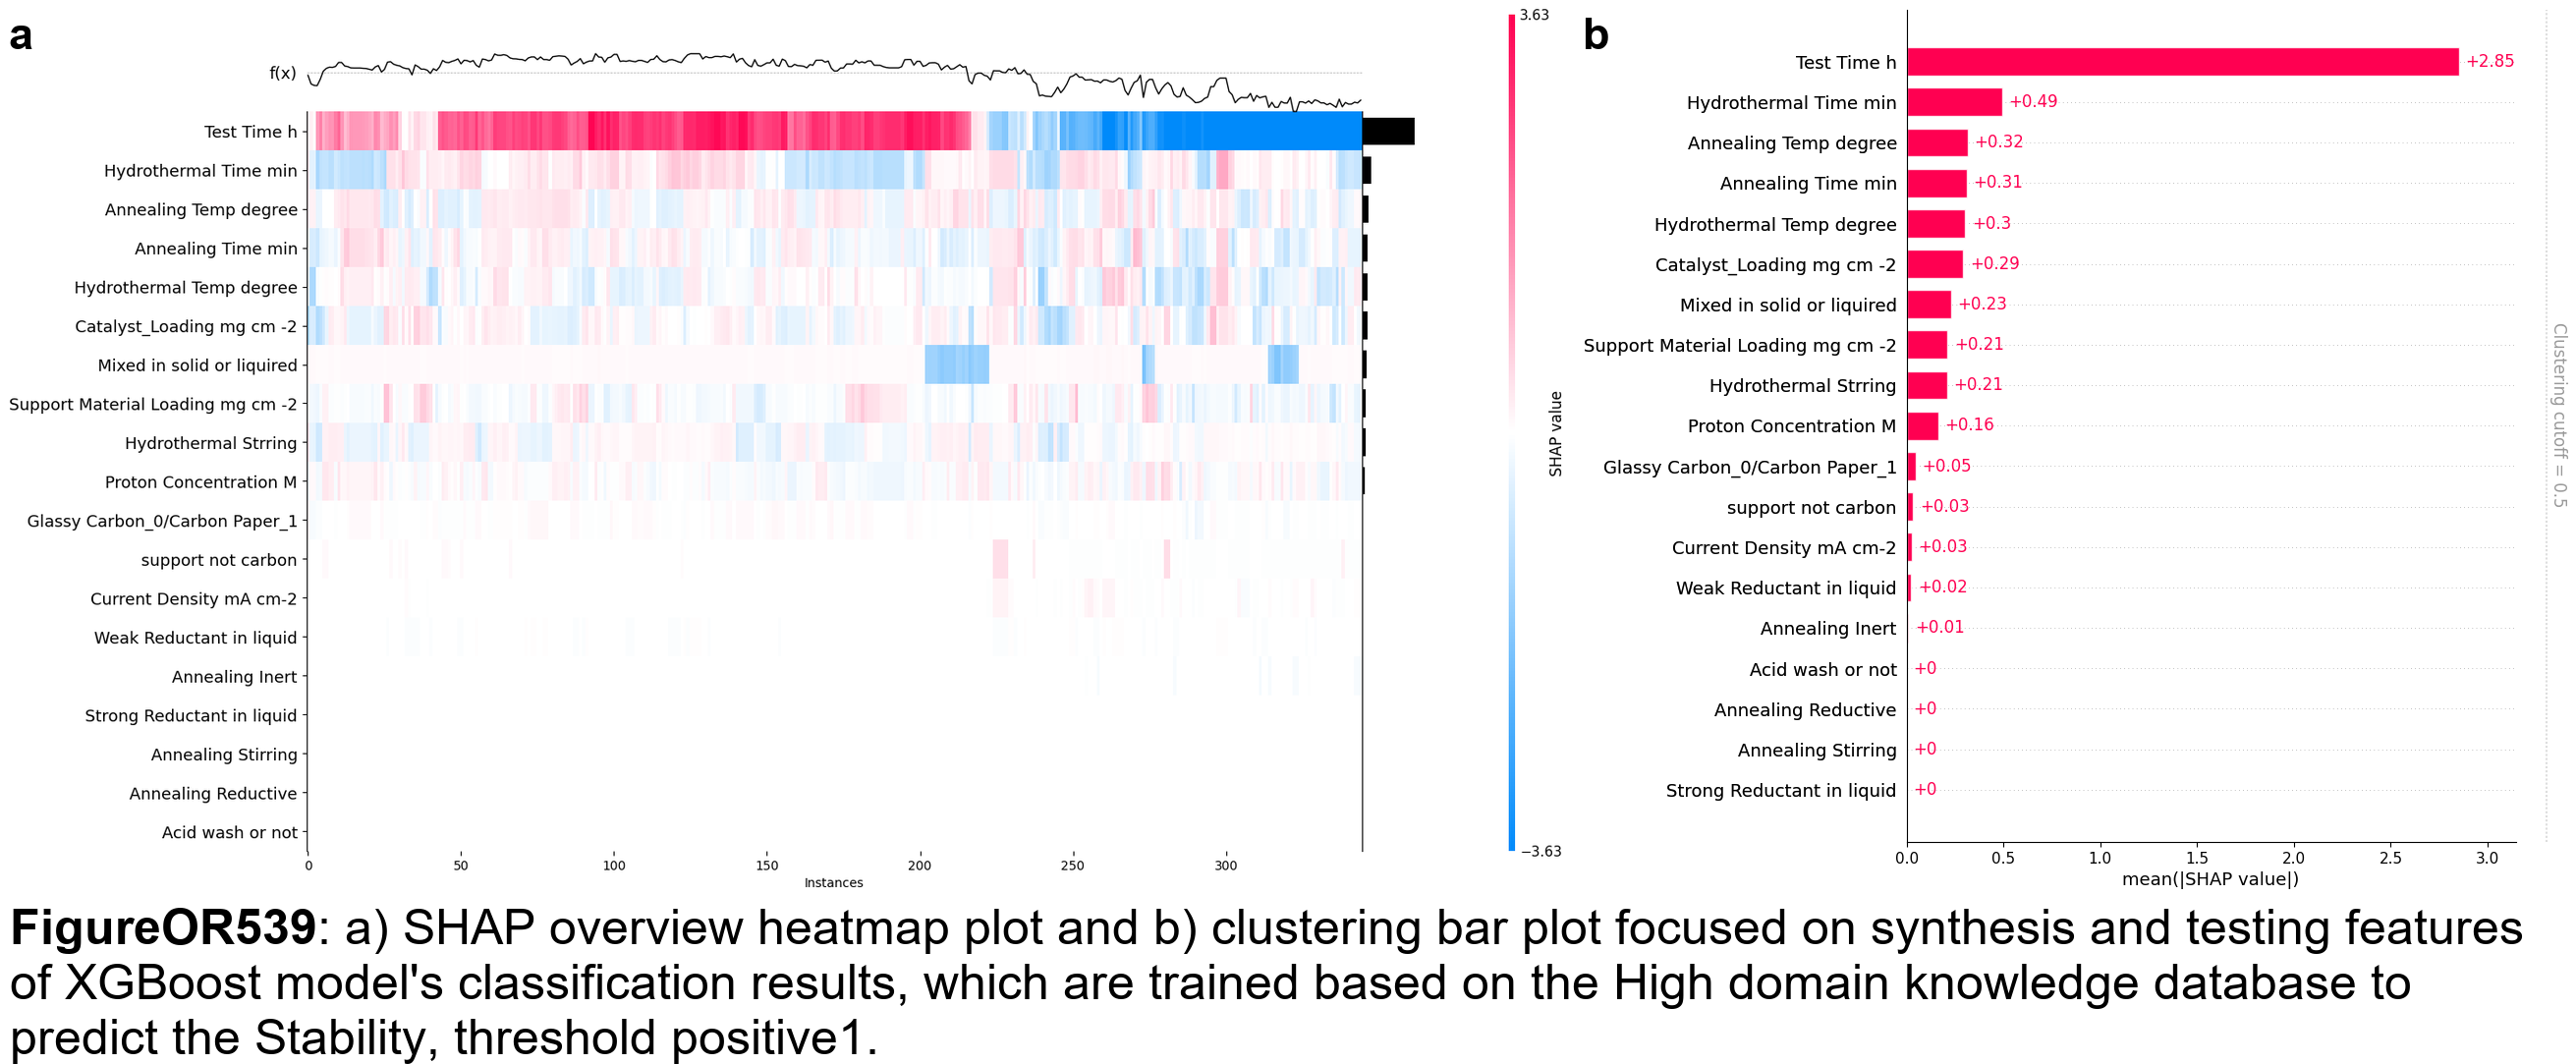 a
f(x)
Test Time h
Hydrothermal Time min
Annealing Temp degree
Annealing Time min
Hydrothermal Temp degree
Catalyst_Loading mg cm -2
Mixed in solid or liquired
Support Material Loading mg cm -2
Hydrothermal Strring
Proton Concentration M
Glassy Carbon_0/Carbon Paper_1
support not carbon
Current Density mA cm-2
Weak Reductant in liquid
Annealing Inert
Strong Reductant in liquid
Annealing Stirring
Annealing Reductive
Acid wash or not
0 50 100 150 200 250 300
Instances
3.63
SHAP value
−3.63
b
Test Time h +2.85
Hydrothermal Time min +0.49
Annealing Temp degree +0.32
Annealing Time min +0.31
Hydrothermal Temp degree +0.3
Catalyst_Loading mg cm -2 +0.29
Mixed in solid or liquired +0.23
Support Material Loading mg cm -2 +0.21
Hydrothermal Strring +0.21
Proton Concentration M +0.16
Glassy Carbon_0/Carbon Paper_1 +0.05
support not carbon +0.03
Current Density mA cm-2 +0.03
Weak Reductant in liquid +0.02
Annealing Inert +0.01
Acid wash or not +0
Annealing Reductive +0
Annealing Stirring +0
Strong Reductant in liquid +0
0.0 0.5 1.0 1.5 2.0 2.5 3.0
mean(|SHAP value|)
Clustering cutoff = 0.5
FigureOR539: a) SHAP overview heatmap plot and b) clustering bar plot focused on synthesis and testing features
of XGBoost model's classification results, which are trained based on the High domain knowledge database to
predict the Stability, threshold positive1.